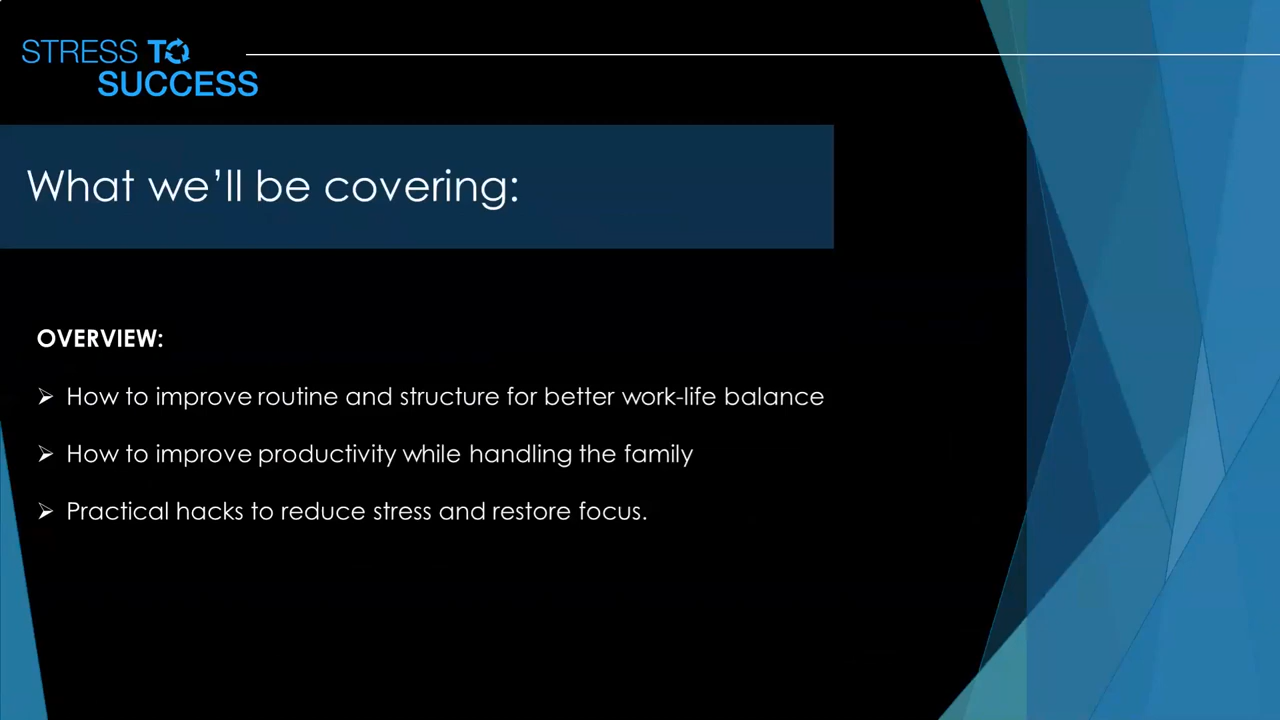 STRESS TO
SUCCESS
What we’ll be covering:
OVERVIEW:
How to improve routine and structure for better work-life balance
How to improve productivity while handling the family
Practical hacks to reduce stress and restore focus.